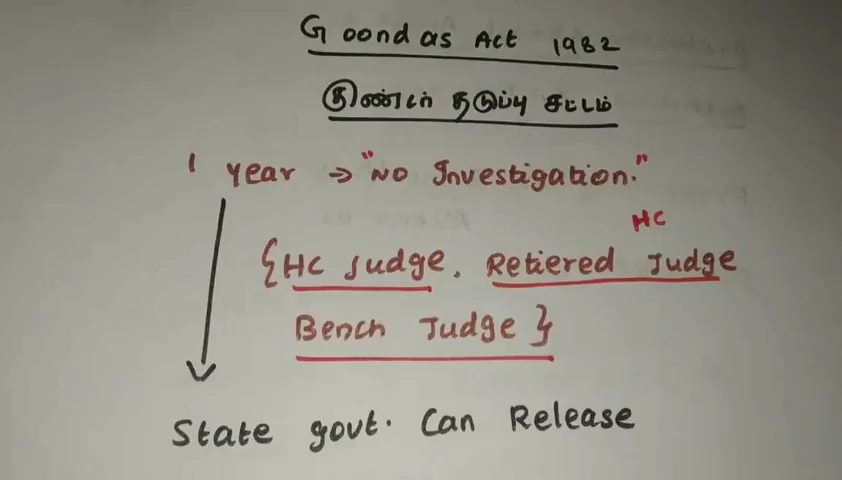 Goondas Act 1982
குண்டர் தடுப்பு சட்டம்
1 year → "No Investigation."
HC
{HC Judge. Retiered Judge
Bench Judge}
State govt. Can Release